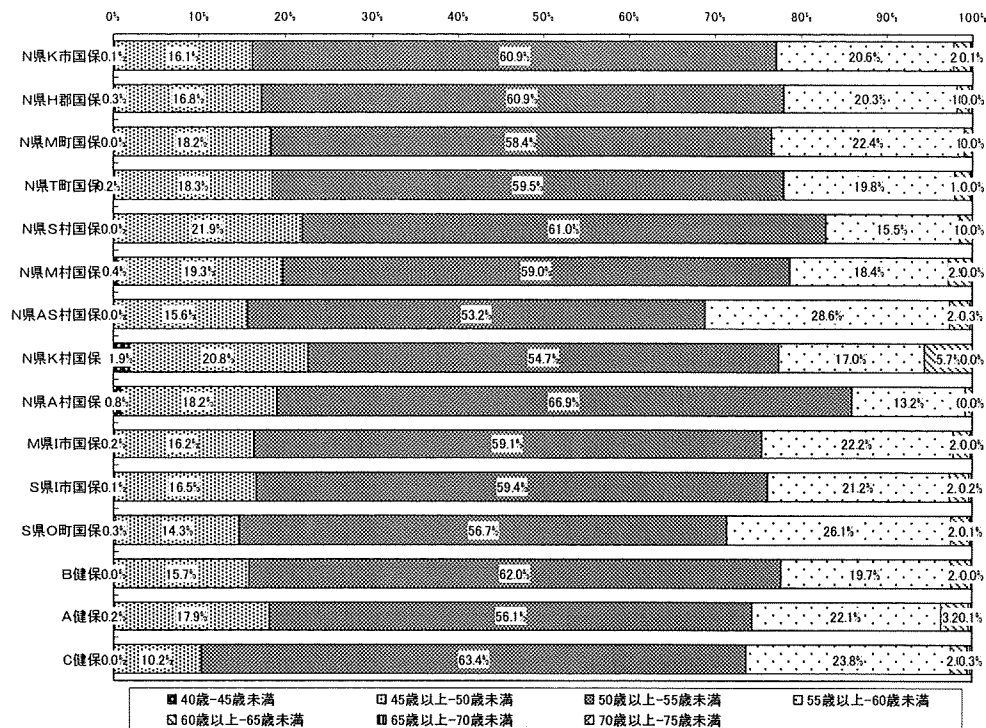 0% 10% 20% 30% 40% 50% 60% 70% 80% 90% 100%
N県K市国保 0.1% 16.1% 60.9% 20.6% 0.1%
N県H郡国保 0.3% 16.8% 60.9% 20.3% 0.0%
N県M町国保 0.0% 18.2% 58.4% 22.4% 0.0%
N県T町国保 0.2% 18.3% 59.5% 19.8% 0.0%
N県S村国保 0.0% 21.9% 61.0% 15.5% 0.0%
N県M村国保 0.4% 19.3% 59.0% 18.4% 0.0%
N県AS村国保 0.0% 15.6% 53.2% 28.6% 0.3%
N県K村国保 1.9% 20.8% 54.7% 17.0% 5.7% 0.0%
N県A村国保 0.8% 18.2% 66.9% 13.2% 0.0%
M県I市国保 0.2% 16.2% 59.1% 22.2% 0.0%
S県I市国保 0.1% 16.5% 59.4% 21.2% 0.2%
S県O町国保 0.3% 14.3% 56.7% 26.1% 0.1%
B健保 0.0% 15.7% 62.0% 19.7% 0.0%
A健保 0.2% 17.9% 56.1% 22.1% 0.1%
C健保 0.0% 10.2% 63.4% 23.8% 0.3%
40歳-45歳未満 45歳以上-50歳未満 50歳以上-55歳未満 55歳以上-60歳未満
60歳以上-65歳未満 65歳以上-70歳未満 70歳以上-75歳未満